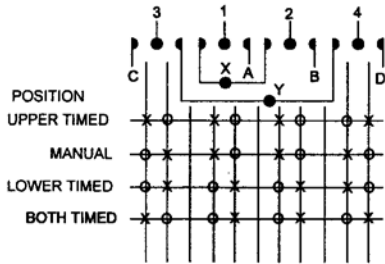 3 1 2 4
X
C A B D
Y
POSITION
UPPER TIMED
MANUAL
LOWER TIMED
BOTH TIMED